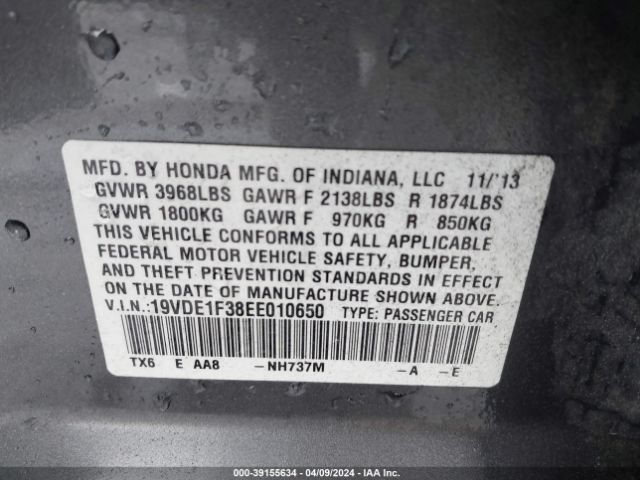 MFD. BY HONDA MFG. OF INDIANA, LLC 11/'13
GVWR 3968LBS GAWR F 2138LBS R 1874LBS
GVWR 1800KG GAWR F 970KG R 850KG
THIS VEHICLE CONFORMS TO ALL APPLICABLE
FEDERAL MOTOR VEHICLE SAFETY, BUMPER,
AND THEFT PREVENTION STANDARDS IN EFFECT
ON THE DATE OF MANUFACTURE SHOWN ABOVE.
V.I.N.:19VDE1F38EE010650 TYPE: PASSENGER CAR
TX6 E AA8 –NH737M –A –E
000-39155634 / 04/09/2024 / IAAI.COM